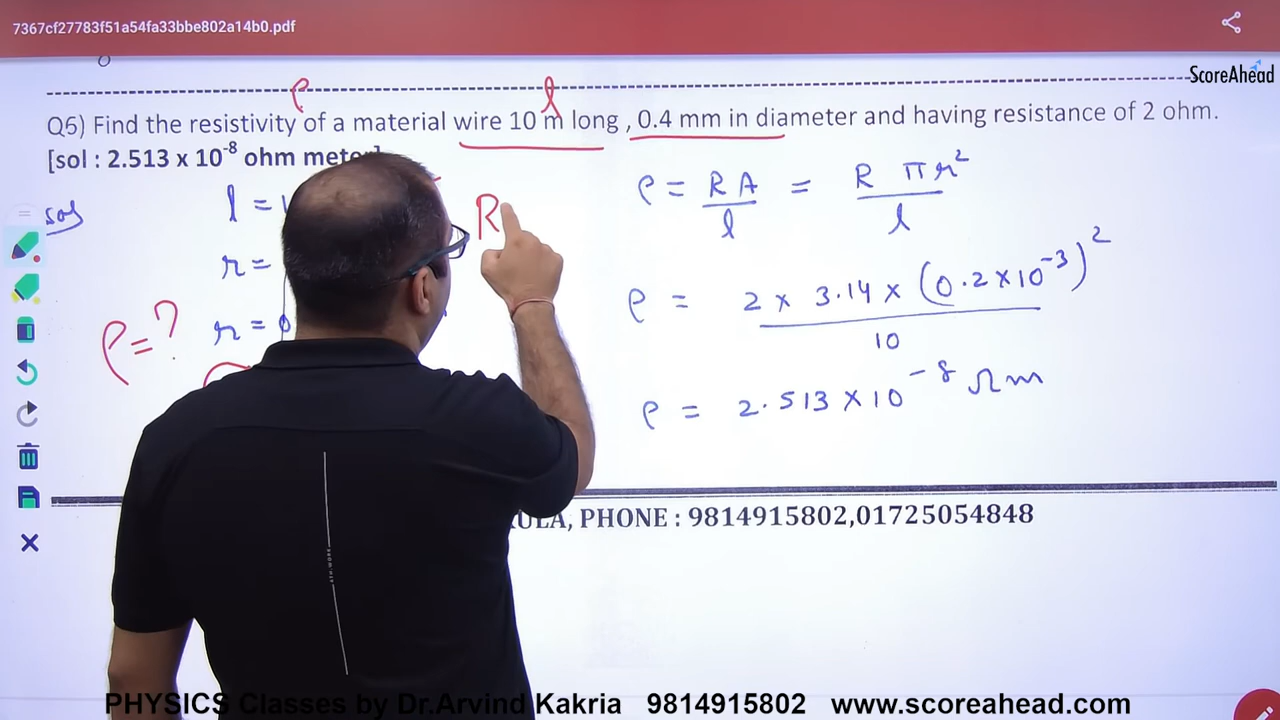 7367cf27783f51a54fa33bbe802a14b0.pdf
ScoreAhead
ρ
l
Q6) Find the resistivity of a material wire 10 m long , 0.4 mm in diameter and having resistance of 2 ohm.
[sol : 2.513 x 10⁻⁸ ohm meter]
sol
l =
r =
r = 0
ρ = ?
R
ρ = RA/l = R πr²/l
ρ = 2 × 3.14 × (0.2×10⁻³)²/10
ρ = 2.513 × 10⁻⁸ Ωm
PHONE : 9814915802,01725054848
PHYSICS Classes by Dr.Arvind Kakria 9814915802 www.scoreahead.com